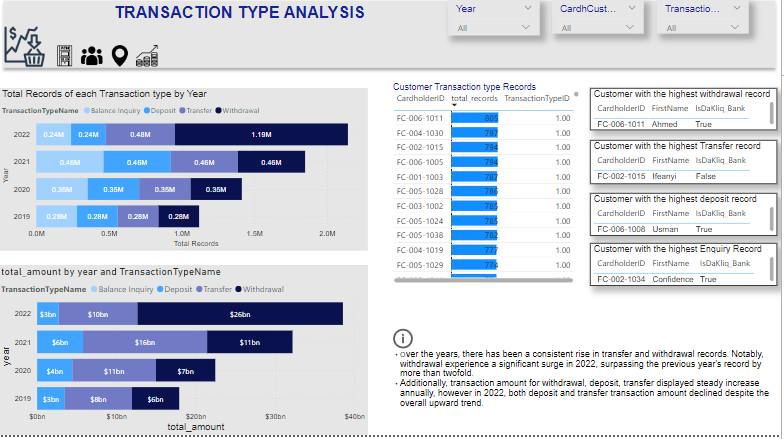 TRANSACTION TYPE ANALYSIS
Year
All
CardhCust...
All
Transactio...
All
Total Records of each Transaction type by Year
TransactionTypeName Balance Inquiry Deposit Transfer Withdrawal
Year
2022 0.24M 0.24M 0.48M 1.19M
2021 0.46M 0.46M 0.46M 0.46M
2020 0.35M 0.35M 0.35M 0.35M
2019 0.28M 0.28M 0.28M 0.28M
0.0M 0.5M 1.0M 1.5M 2.0M
Total Records
total_amount by year and TransactionTypeName
TransactionTypeName Balance Inquiry Deposit Transfer Withdrawal
year
2022 $3bn $10bn $26bn
2021 $6bn $16bn $11bn
2020 $4bn $11bn $7bn
2019 $3bn $8bn $6bn
$0bn $10bn $20bn $30bn $40bn
total_amount
Customer Transaction type Records
CardholderID total_records TransactionTypeID
FC-006-1011 805 1.00
FC-004-1030 797 1.00
FC-002-1015 794 1.00
FC-006-1005 794 1.00
FC-001-1003 787 1.00
FC-005-1028 786 1.00
FC-003-1002 785 1.00
FC-005-1024 785 1.00
FC-005-1038 782 1.00
FC-004-1019 777 1.00
FC-005-1029 774 1.00
Customer with the highest withdrawal record
CardholderID FirstName IsDaKliq_Bank
FC-006-1011 Ahmed True
Customer with the highest Transfer record
CardholderID FirstName IsDaKliq_Bank
FC-002-1015 Ifeanyi False
Customer with the highest deposit record
CardholderID FirstName IsDaKliq_Bank
FC-006-1008 Usman True
Customer with the highest Enquiry Record
CardholderID FirstName IsDaKliq_Bank
FC-002-1034 Confidence True
• Over the years, there has been a consistent rise in transfer and withdrawal records. Notably,
withdrawal experience a significant surge in 2022, surpassing the previous year's record by
more than twofold.
• Additionally, transaction amount for withdrawal, deposit, transfer displayed steady increase
annually, however in 2022, both deposit and transfer transaction amount declined despite the
overall upward trend.